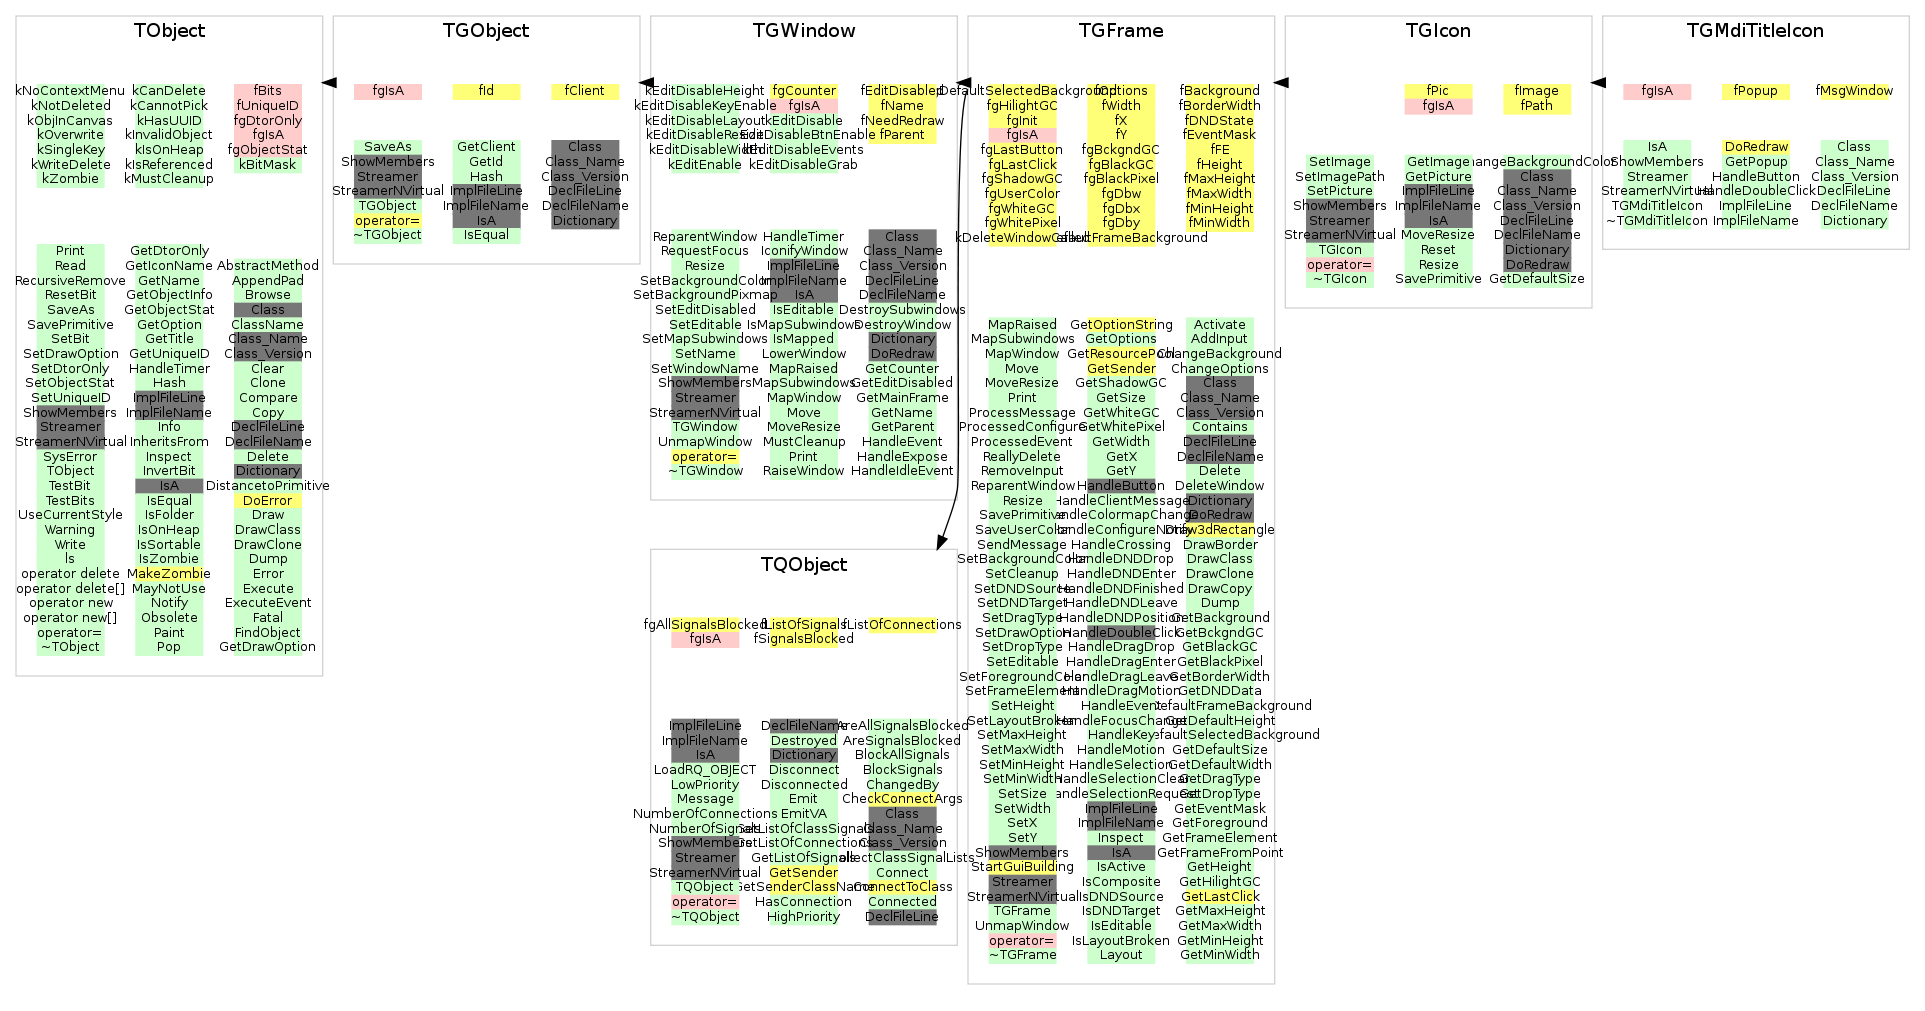 TObject
kNoContextMenu
kNotDeleted
kObjInCanvas
kOverwrite
kSingleKey
kWriteDelete
kZombie
kCanDelete
kCannotPick
kHasUUID
kInvalidObject
kIsOnHeap
kIsReferenced
kMustCleanup
fBits
fUniqueID
fgDtorOnly
fgIsA
fgObjectStat
kBitMask
Print
Read
RecursiveRemove
ResetBit
SaveAs
SavePrimitive
SetBit
SetDrawOption
SetDtorOnly
SetObjectStat
SetUniqueID
ShowMembers
Streamer
StreamerNVirtual
SysError
TObject
TestBit
TestBits
UseCurrentStyle
Warning
Write
ls
operator delete
operator delete[]
operator new
operator new[]
operator=
~TObject
GetDtorOnly
GetIconName
GetName
GetObjectInfo
GetObjectStat
GetOption
GetTitle
GetUniqueID
HandleTimer
Hash
ImplFileLine
ImplFileName
Info
InheritsFrom
Inspect
InvertBit
IsA
IsEqual
IsFolder
IsOnHeap
IsSortable
IsZombie
MakeZombie
MayNotUse
Notify
Obsolete
Paint
Pop
AbstractMethod
AppendPad
Browse
Class
ClassName
Class_Name
Class_Version
Clear
Clone
Compare
Copy
DeclFileLine
DeclFileName
Delete
Dictionary
DistancetoPrimitive
DoError
Draw
DrawClass
DrawClone
Dump
Error
Execute
ExecuteEvent
Fatal
FindObject
GetDrawOption
TGObject
fgIsA
fId
fClient
SaveAs
ShowMembers
Streamer
StreamerNVirtual
TGObject
operator=
~TGObject
GetClient
GetId
Hash
ImplFileLine
ImplFileName
IsA
IsEqual
Class
Class_Name
Class_Version
DeclFileLine
DeclFileName
Dictionary
TGWindow
kEditDisableHeight
kEditDisableKeyEnable
kEditDisableLayout
kEditDisableResize
kEditDisableWidth
kEditEnable
fgCounter
fgIsA
kEditDisable
kEditDisableBtnEnable
kEditDisableEvents
kEditDisableGrab
fEditDisabled
fName
fNeedRedraw
fParent
ReparentWindow
RequestFocus
Resize
SetBackgroundColor
SetBackgroundPixmap
SetEditDisabled
SetEditable
SetMapSubwindows
SetName
SetWindowName
ShowMembers
Streamer
StreamerNVirtual
TGWindow
UnmapWindow
operator=
~TGWindow
HandleTimer
IconifyWindow
ImplFileLine
ImplFileName
IsA
IsEditable
IsMapSubwindows
IsMapped
LowerWindow
MapRaised
MapSubwindows
MapWindow
Move
MoveResize
MustCleanup
Print
RaiseWindow
Class
Class_Name
Class_Version
DeclFileLine
DeclFileName
DestroySubwindows
DestroyWindow
Dictionary
DoRedraw
GetCounter
GetEditDisabled
GetMainFrame
GetName
GetParent
HandleEvent
HandleExpose
HandleIdleEvent
TQObject
fgAllSignalsBlocked
fgIsA
fListOfSignals
fSignalsBlocked
fListOfConnections
ImplFileLine
ImplFileName
IsA
LoadRQ_OBJECT
LowPriority
Message
NumberOfConnections
NumberOfSignals
ShowMembers
Streamer
StreamerNVirtual
TQObject
operator=
~TQObject
DeclFileName
Destroyed
Dictionary
Disconnect
Disconnected
Emit
EmitVA
GetListOfClassSignals
GetListOfConnections
GetListOfSignals
GetSender
GetSenderClassName
HasConnection
HighPriority
AreAllSignalsBlocked
AreSignalsBlocked
BlockAllSignals
BlockSignals
ChangedBy
CheckConnectArgs
Class
Class_Name
Class_Version
ollectClassSignalLists
Connect
ConnectToClass
Connected
DeclFileLine
TGFrame
fgDefaultSelectedBackground
fgHilightGC
fgInit
fgIsA
fgLastButton
fgLastClick
fgShadowGC
fgUserColor
fgWhiteGC
fgWhitePixel
kDeleteWindowCalled
fOptions
fWidth
fX
fY
fgBckgndGC
fgBlackGC
fgBlackPixel
fgDbw
fgDbx
fgDby
faultFrameBackground
fBackground
fBorderWidth
fDNDState
fEventMask
fFE
fHeight
fMaxHeight
fMaxWidth
fMinHeight
fMinWidth
MapRaised
MapSubwindows
MapWindow
Move
MoveResize
Print
ProcessMessage
ProcessedConfigure
ProcessedEvent
ReallyDelete
RemoveInput
ReparentWindow
Resize
SavePrimitive
SaveUserColor
SendMessage
SetBackgroundColor
SetCleanup
SetDNDSource
SetDNDTarget
SetDragType
SetDrawOption
SetDropType
SetEditable
SetForegroundColor
SetFrameElement
SetHeight
SetLayoutBroken
SetMaxHeight
SetMaxWidth
SetMinHeight
SetMinWidth
SetSize
SetWidth
SetX
SetY
ShowMembers
StartGuiBuilding
Streamer
StreamerNVirtual
TGFrame
UnmapWindow
operator=
~TGFrame
GetOptionString
GetOptions
GetResourcePool
GetSender
GetShadowGC
GetSize
GetWhiteGC
GetWhitePixel
GetWidth
GetX
GetY
HandleButton
HandleClientMessage
andleColormapChange
HandleConfigureNotify
HandleCrossing
HandleDNDDrop
HandleDNDEnter
HandleDNDFinished
HandleDNDLeave
HandleDNDPosition
HandleDoubleClick
HandleDragDrop
HandleDragEnter
HandleDragLeave
HandleDragMotion
HandleEvent
HandleFocusChange
HandleKey
HandleMotion
HandleSelection
HandleSelectionClear
andleSelectionRequest
ImplFileLine
ImplFileName
Inspect
IsA
IsActive
IsComposite
IsDNDSource
IsDNDTarget
IsEditable
IsLayoutBroken
Layout
Activate
AddInput
ChangeBackground
ChangeOptions
Class
Class_Name
Class_Version
Contains
DeclFileLine
DeclFileName
Delete
DeleteWindow
Dictionary
DoRedraw
Draw3dRectangle
DrawBorder
DrawClass
DrawClone
DrawCopy
Dump
GetBackground
GetBckgndGC
GetBlackGC
GetBlackPixel
GetBorderWidth
GetDNDData
efaultFrameBackground
GetDefaultHeight
efaultSelectedBackground
GetDefaultSize
GetDefaultWidth
GetDragType
GetDropType
GetEventMask
GetForeground
GetFrameElement
GetFrameFromPoint
GetHeight
GetHilightGC
GetLastClick
GetMaxHeight
GetMaxWidth
GetMinHeight
GetMinWidth
TGIcon
fPic
fgIsA
fImage
fPath
SetImage
SetImagePath
SetPicture
ShowMembers
Streamer
StreamerNVirtual
TGIcon
operator=
~TGIcon
GetImage
GetPicture
ImplFileLine
ImplFileName
IsA
MoveResize
Reset
Resize
SavePrimitive
angeBackgroundColor
Class
Class_Name
Class_Version
DeclFileLine
DeclFileName
Dictionary
DoRedraw
GetDefaultSize
TGMdiTitleIcon
fgIsA
fPopup
fMsgWindow
IsA
ShowMembers
Streamer
StreamerNVirtual
TGMdiTitleIcon
~TGMdiTitleIcon
DoRedraw
GetPopup
HandleButton
HandleDoubleClick
ImplFileLine
ImplFileName
Class
Class_Name
Class_Version
DeclFileLine
DeclFileName
Dictionary